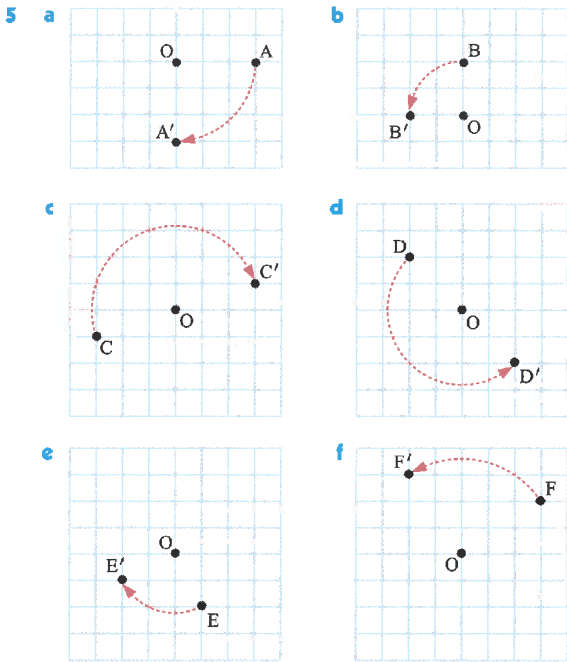 5 a b
O A B
A′ B′ O
c d
D
C′
O O
C D′
e f
F′ F
O
E′ O
E